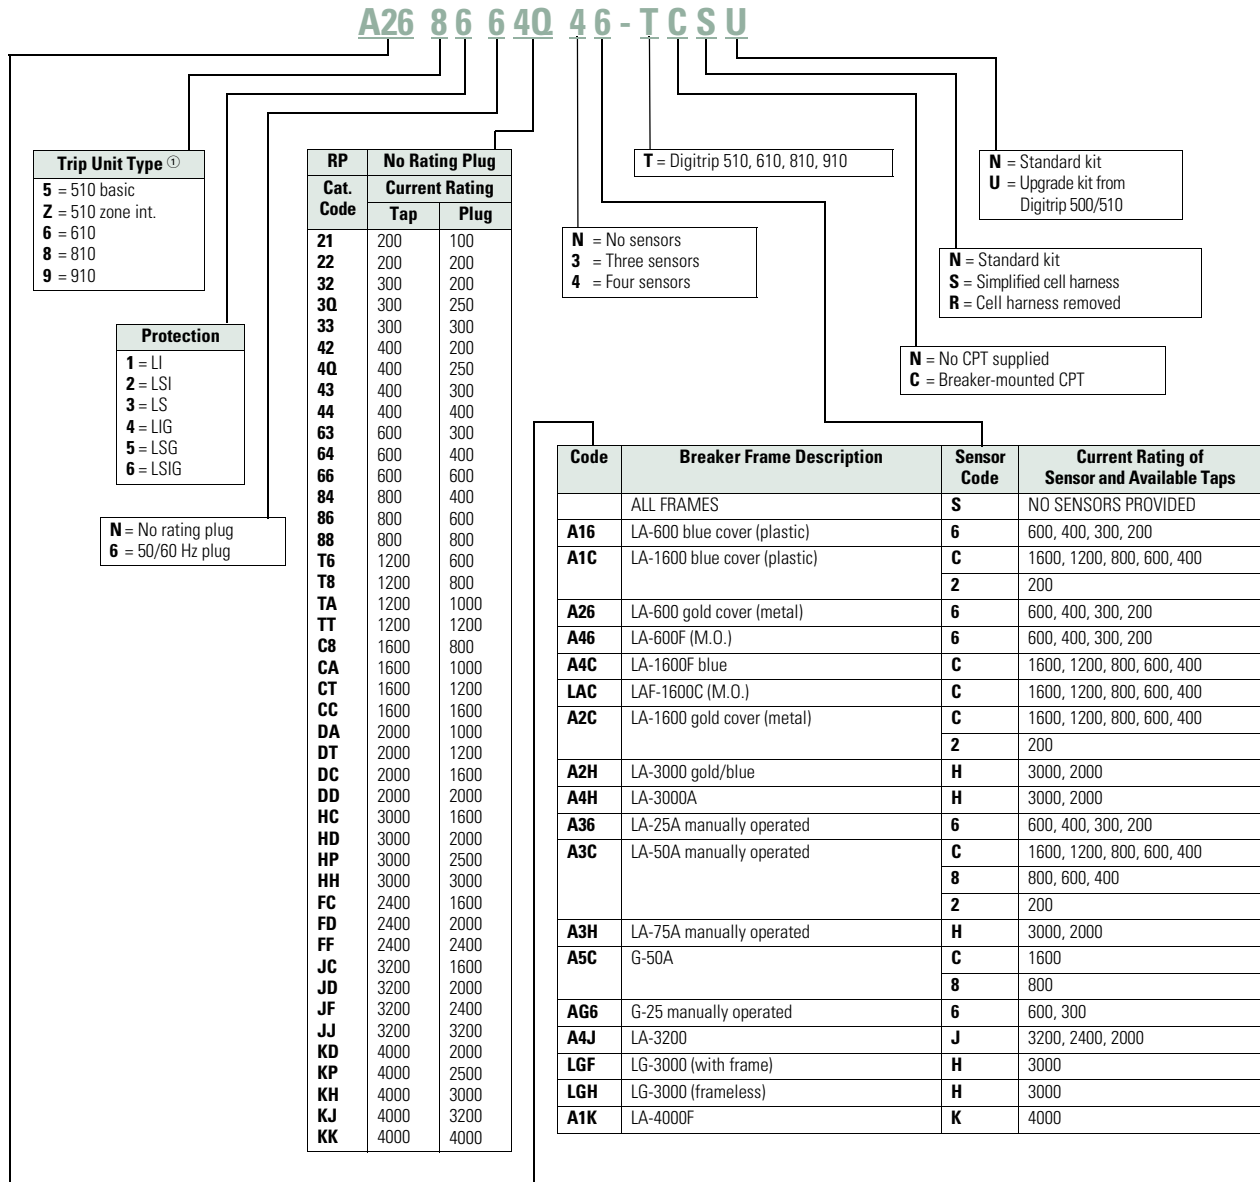 A26 8 6 6 4Q 4 6 - T C S U
Trip Unit Type ①
5 = 510 basic
Z = 510 zone int.
6 = 610
8 = 810
9 = 910
Protection
1 = LI
2 = LSI
3 = LS
4 = LIG
5 = LSG
6 = LSIG
N = No rating plug
6 = 50/60 Hz plug
RP No Rating Plug
Cat. Code Current Rating
Tap Plug
21 200 100
22 200 200
32 300 200
3Q 300 250
33 300 300
42 400 200
4Q 400 250
43 400 300
44 400 400
63 600 300
64 600 400
66 600 600
84 800 400
86 800 600
88 800 800
T6 1200 600
T8 1200 800
TA 1200 1000
TT 1200 1200
C8 1600 800
CA 1600 1000
CT 1600 1200
CC 1600 1600
DA 2000 1000
DT 2000 1200
DC 2000 1600
DD 2000 2000
HC 3000 1600
HD 3000 2000
HP 3000 2500
HH 3000 3000
FC 2400 1600
FD 2400 2000
FF 2400 2400
JC 3200 1600
JD 3200 2000
JF 3200 2400
JJ 3200 3200
KD 4000 2000
KP 4000 2500
KH 4000 3000
KJ 4000 3200
KK 4000 4000
T = Digitrip 510, 610, 810, 910
N = No sensors
3 = Three sensors
4 = Four sensors
N = Standard kit
U = Upgrade kit from
Digitrip 500/510
N = Standard kit
S = Simplified cell harness
R = Cell harness removed
N = No CPT supplied
C = Breaker-mounted CPT
Code Breaker Frame Description Sensor Code Current Rating of Sensor and Available Taps
ALL FRAMES S NO SENSORS PROVIDED
A16 LA-600 blue cover (plastic) 6 600, 400, 300, 200
A1C LA-1600 blue cover (plastic) C 1600, 1200, 800, 600, 400
2 200
A26 LA-600 gold cover (metal) 6 600, 400, 300, 200
A46 LA-600F (M.O.) 6 600, 400, 300, 200
A4C LA-1600F blue C 1600, 1200, 800, 600, 400
LAC LAF-1600C (M.O.) C 1600, 1200, 800, 600, 400
A2C LA-1600 gold cover (metal) C 1600, 1200, 800, 600, 400
2 200
A2H LA-3000 gold/blue H 3000, 2000
A4H LA-3000A H 3000, 2000
A36 LA-25A manually operated 6 600, 400, 300, 200
A3C LA-50A manually operated C 1600, 1200, 800, 600, 400
8 800, 600, 400
2 200
A3H LA-75A manually operated H 3000, 2000
A5C G-50A C 1600
8 800
AG6 G-25 manually operated 6 600, 300
A4J LA-3200 J 3200, 2400, 2000
LGF LG-3000 (with frame) H 3000
LGH LG-3000 (frameless) H 3000
A1K LA-4000F K 4000